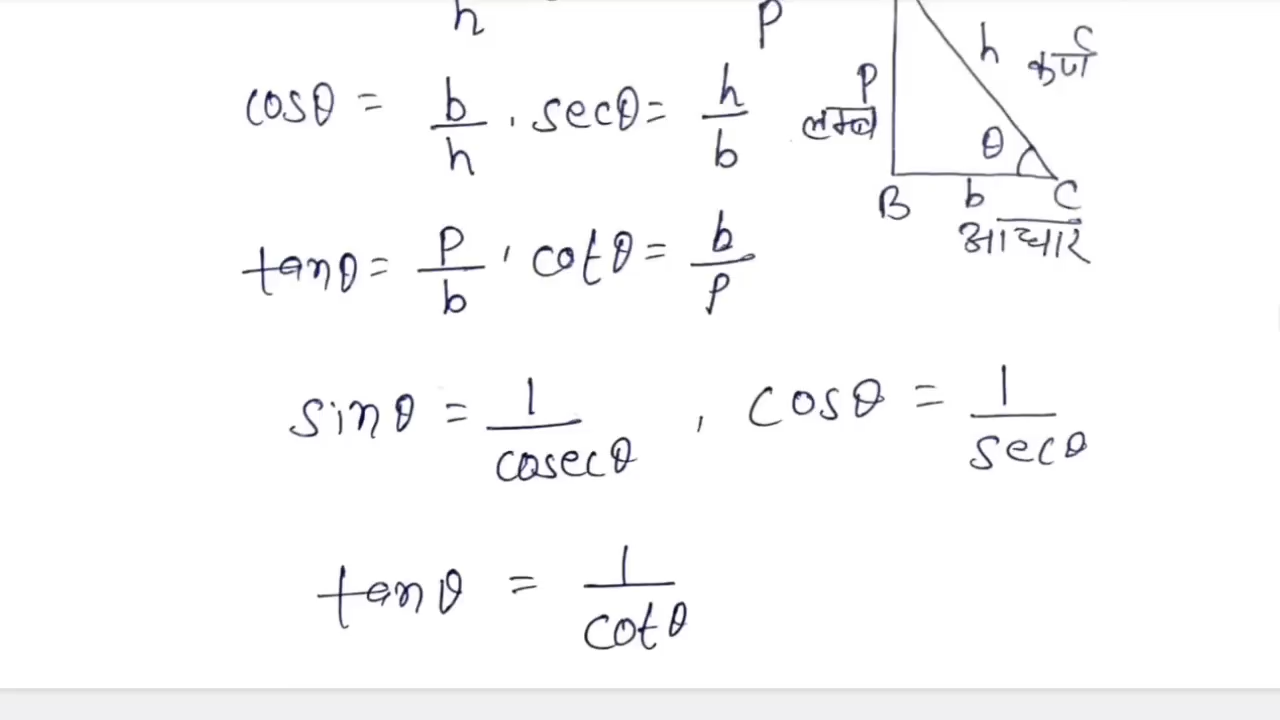 h P
cosθ = b/h , secθ = h/b
tanθ = P/b , cotθ = b/P
sinθ = 1/cosecθ , cosθ = 1/secθ
tanθ = 1/cotθ
h कर्ण
P
लम्ब
θ
B b C
आधार